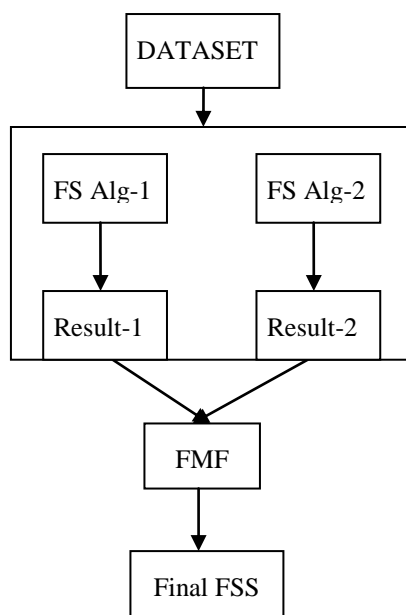 DATASET
FS Alg-1
FS Alg-2
Result-1
Result-2
FMF
Final FSS